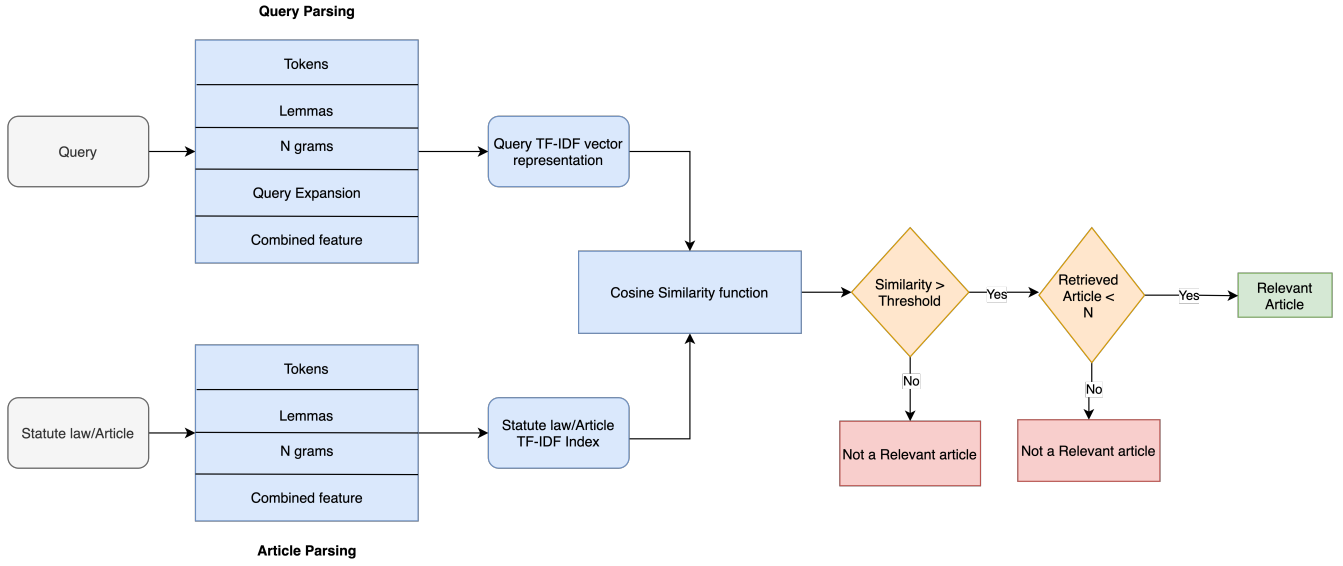 Query Parsing
Tokens
Lemmas
N grams
Query Expansion
Combined feature
Query
Query TF-IDF vector
representation
Cosine Similarity function
Similarity >
Threshold
Yes
No
Not a Relevant article
Retrieved
Article <
N
Yes
No
Not a Relevant article
Relevant
Article
Statute law/Article
Tokens
Lemmas
N grams
Combined feature
Statute law/Article
TF-IDF Index
Article Parsing